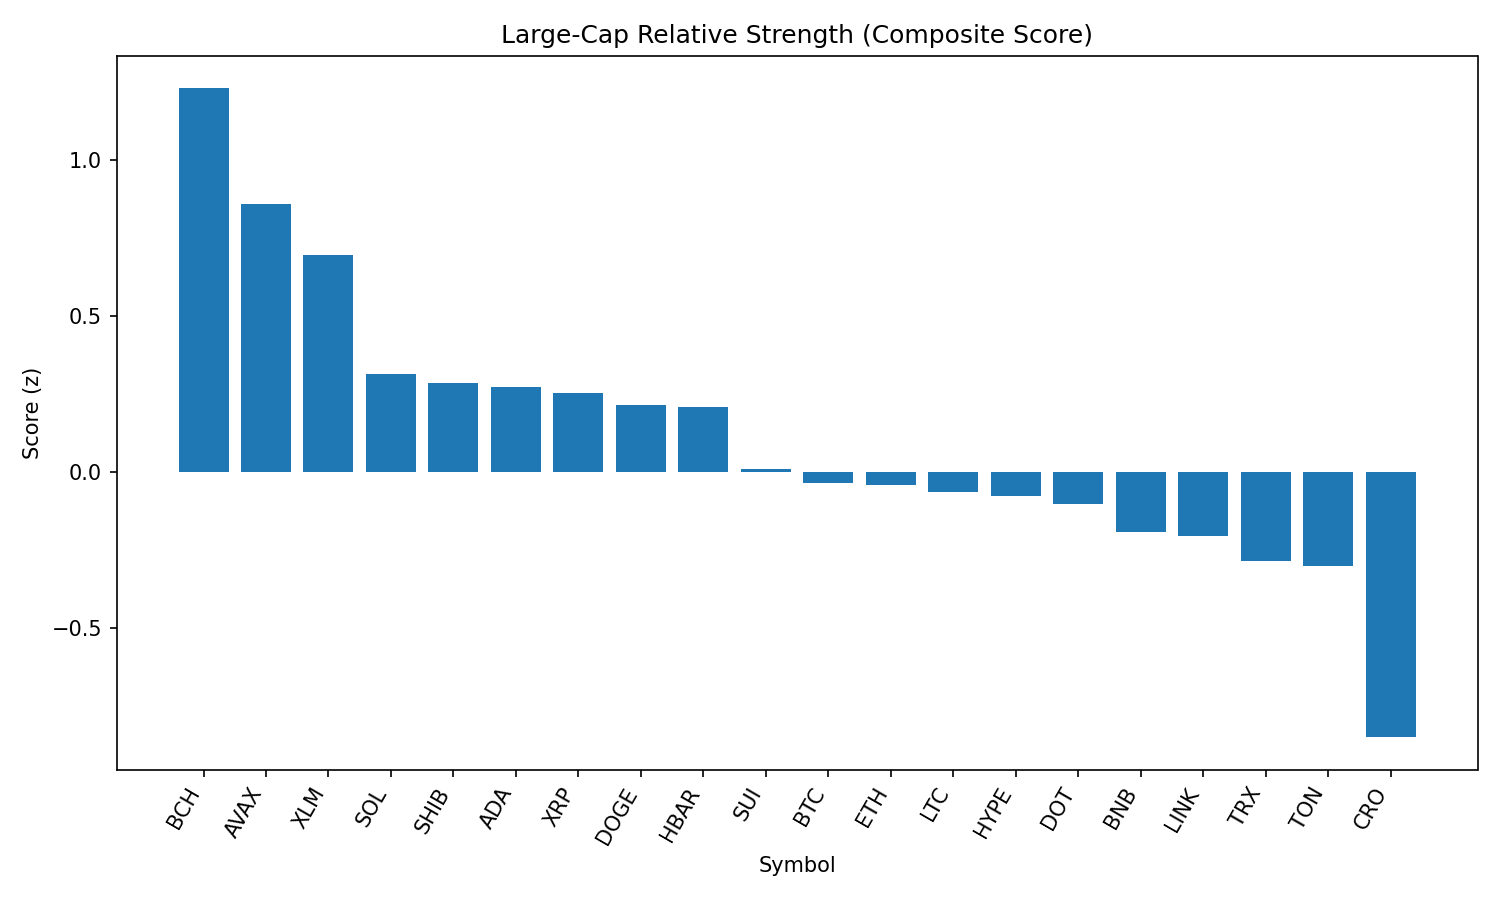 Large-Cap Relative Strength (Composite Score)
1.0
0.5
0.0
−0.5
Score (z)
BCH
AVAX
XLM
SOL
SHIB
ADA
XRP
DOGE
HBAR
SUI
BTC
ETH
LTC
HYPE
DOT
BNB
LINK
TRX
TON
CRO
Symbol